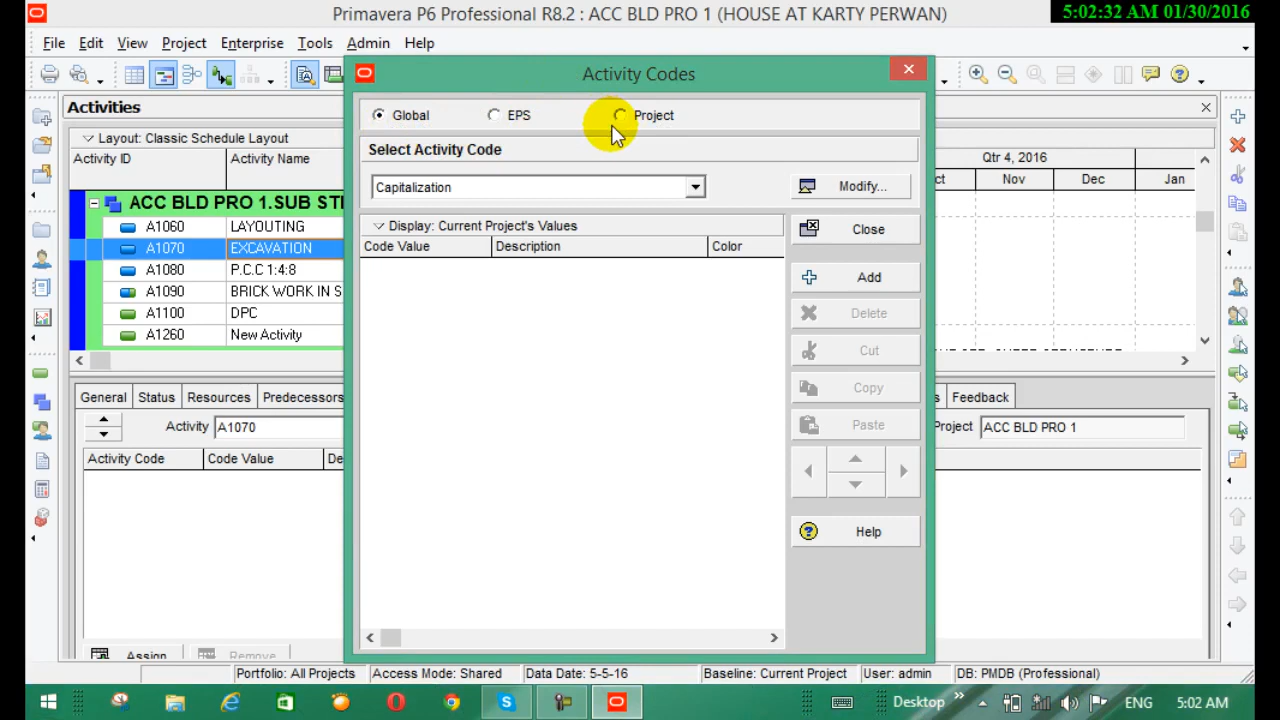 Primavera P6 Professional R8.2 : ACC BLD PRO 1 (HOUSE AT KARTY PERWAN)
5:02:32 AM 01/30/2016
File Edit View Project Enterprise Tools Admin Help
Activity Codes
Activities
Global EPS Project
Layout: Classic Schedule Layout
Select Activity Code
Activity ID Activity Name
Qtr 4, 2016
Nov Dec Jan
Capitalization
Modify...
ACC BLD PRO 1.SUB
Display: Current Project's Values
Close
Code Value Description Color
A1060 LAYOUTING
A1070 EXCAVATION
A1080 P.C.C 1:4:8
A1090 BRICK WORK IN S
A1100 DPC
A1260 New Activity
Add
Delete
Cut
Copy
Paste
Help
General Status Resources Predecessors
Feedback
Activity A1070
Project ACC BLD PRO 1
Activity Code Code Value
Assign Remove
Portfolio: All Projects Access Mode: Shared Data Date: 5-5-16 Baseline: Current Project User: admin DB: PMDB (Professional)
Desktop ENG 5:02 AM